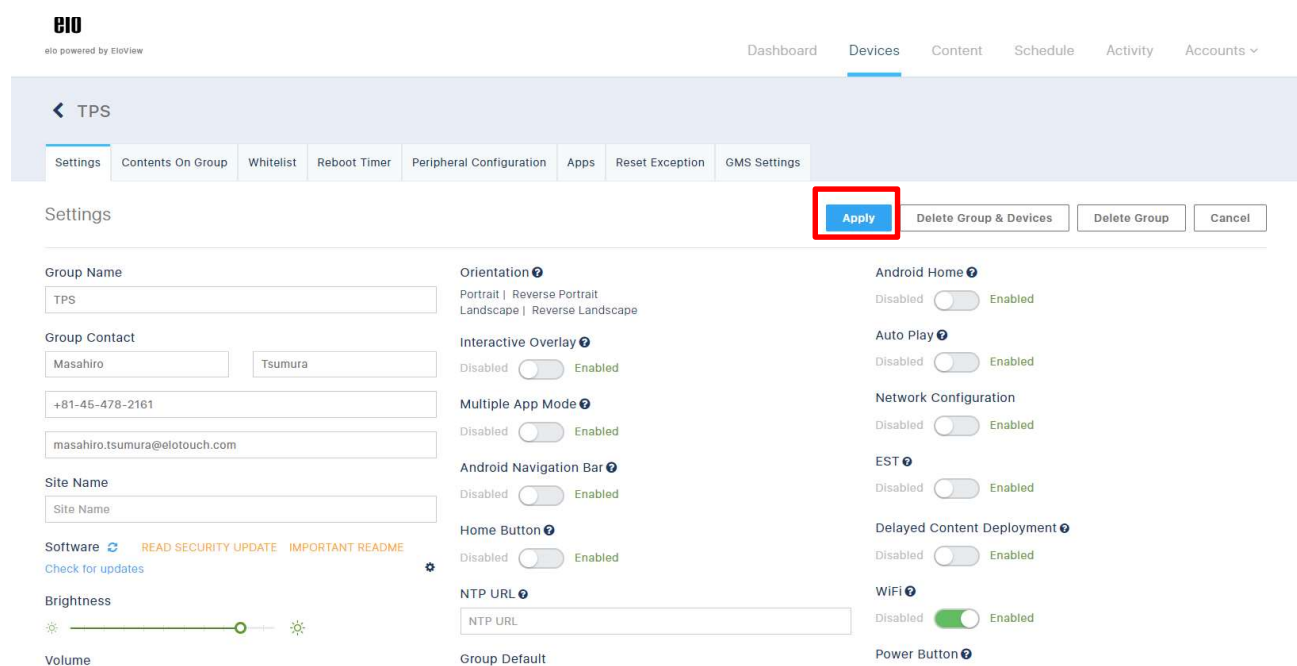 elo
elo powered by EloView
Dashboard Devices Content Schedule Activity Accounts
TPS
Settings Contents On Group Whitelist Reboot Timer Peripheral Configuration Apps Reset Exception GMS Settings
Settings
Apply Delete Group & Devices Delete Group Cancel
Group Name
TPS
Group Contact
Masahiro Tsumura
+81-45-478-2161
masahiro.tsumura@elotouch.com
Site Name
Site Name
Software READ SECURITY UPDATE IMPORTANT README
Check for updates
Brightness
Volume
Orientation
Portrait | Reverse Portrait
Landscape | Reverse Landscape
Interactive Overlay
Disabled Enabled
Multiple App Mode
Disabled Enabled
Android Navigation Bar
Disabled Enabled
Home Button
Disabled Enabled
NTP URL
NTP URL
Group Default
Android Home
Disabled Enabled
Auto Play
Disabled Enabled
Network Configuration
Disabled Enabled
EST
Disabled Enabled
Delayed Content Deployment
Disabled Enabled
WiFi
Disabled Enabled
Power Button